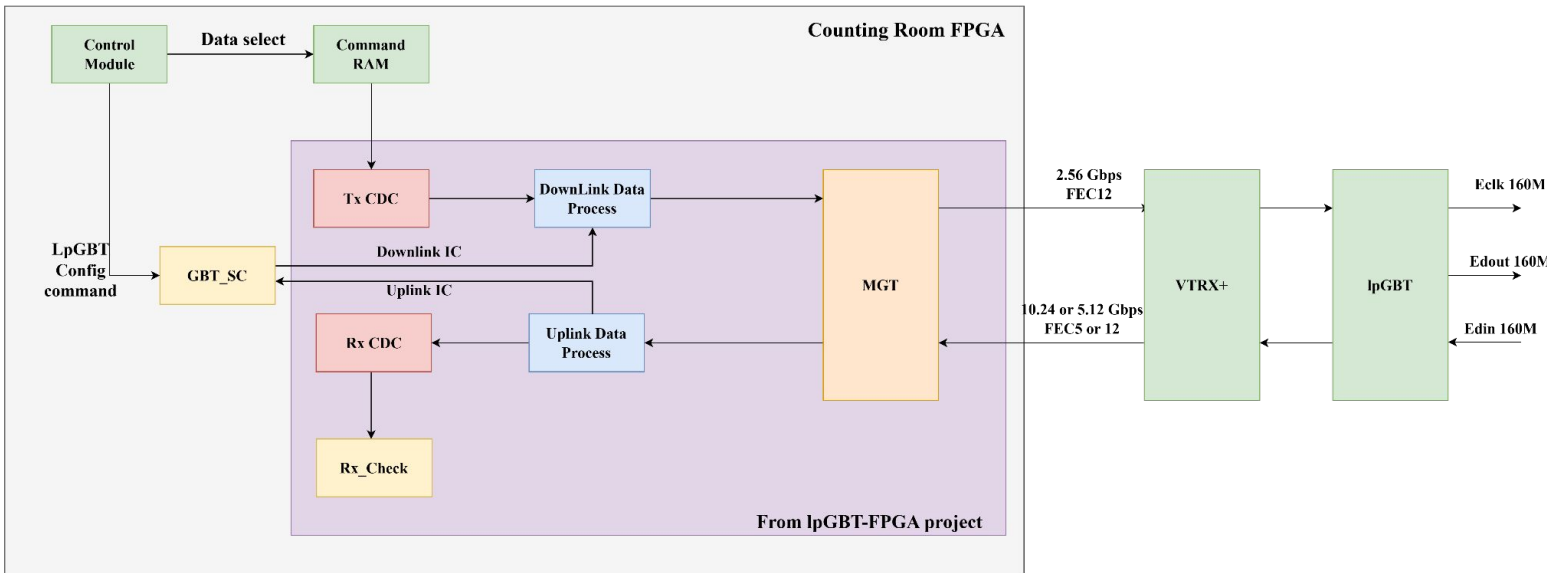 Counting Room FPGA
Control
Module
Data select
Command
RAM
Tx CDC
DownLink Data
Process
2.56 Gbps
FEC12
Eclk 160M
LpGBT
Config
command
GBT_SC
Downlink IC
Uplink IC
MGT
VTRX+
lpGBT
Edout 160M
Rx CDC
Uplink Data
Process
10.24 or 5.12 Gbps
FEC5 or 12
Edin 160M
Rx_Check
From lpGBT-FPGA project